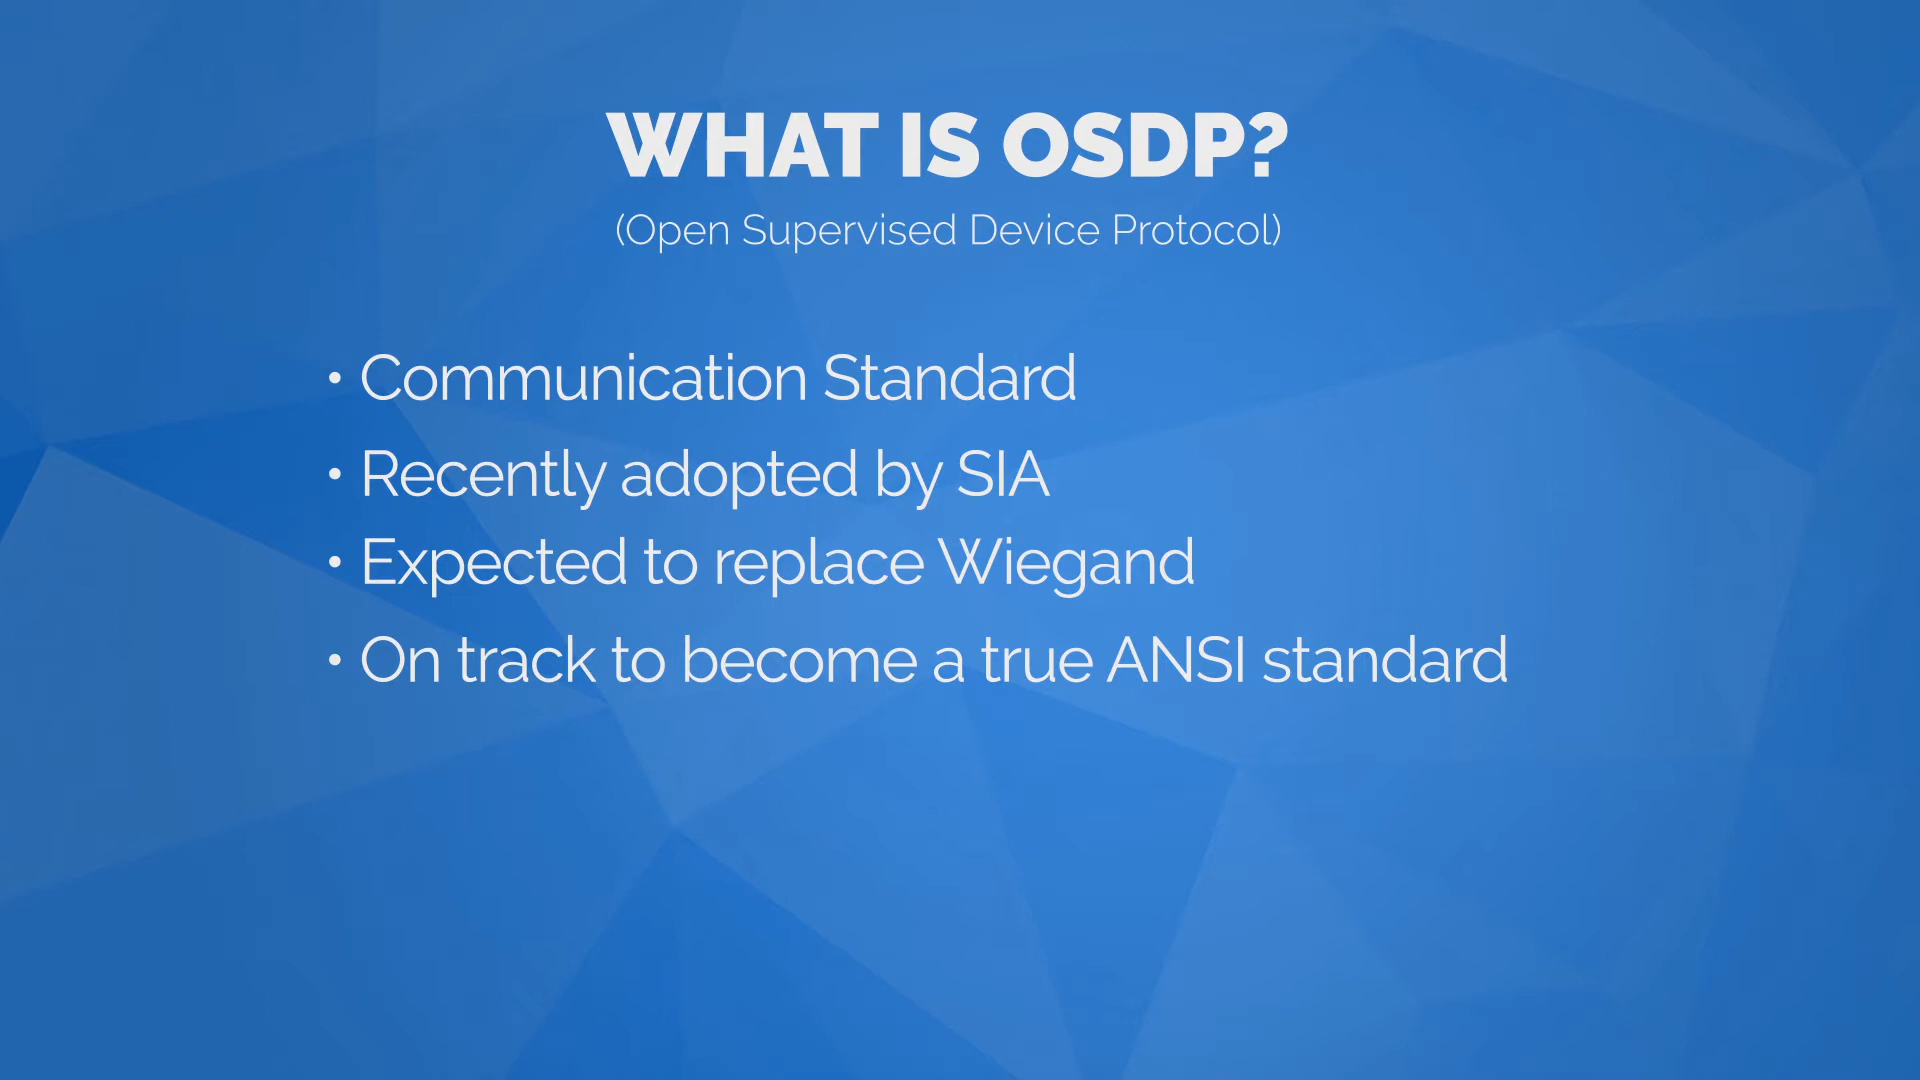 WHAT IS OSDP?
(Open Supervised Device Protocol)
• Communication Standard
• Recently adopted by SIA
• Expected to replace Wiegand
• On track to become a true ANSI standard